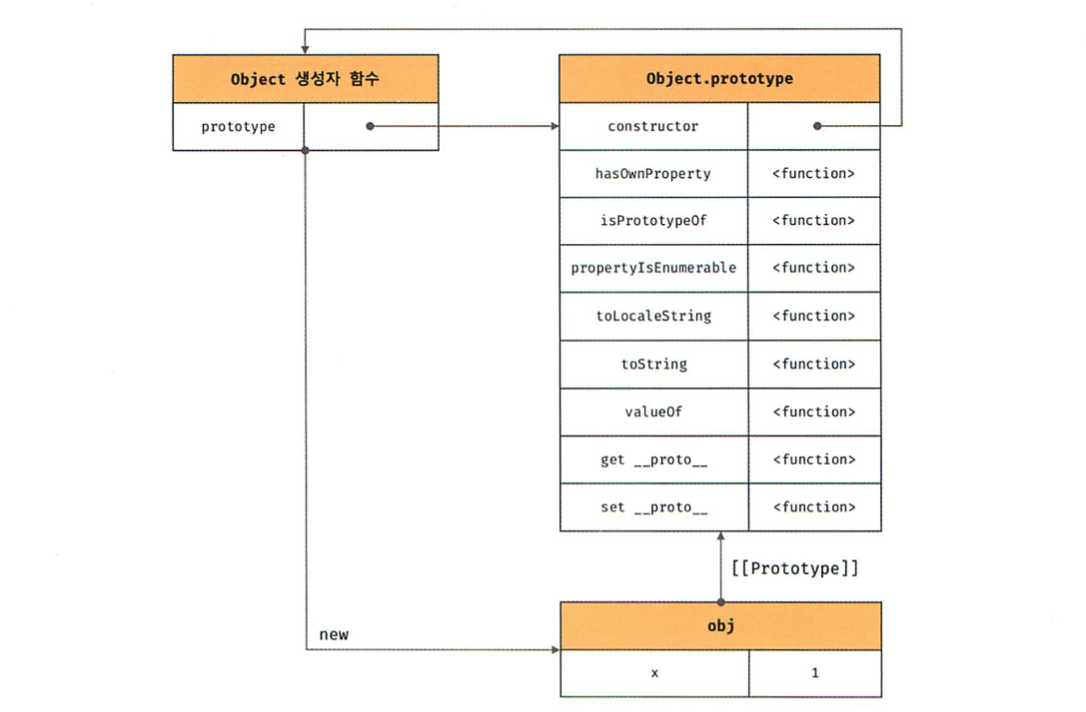 Object 생성자 함수
prototype
Object.prototype
constructor
hasOwnProperty <function>
isPrototypeOf <function>
propertyIsEnumerable <function>
toLocaleString <function>
toString <function>
valueOf <function>
get __proto__ <function>
set __proto__ <function>
[[Prototype]]
new
obj
x 1